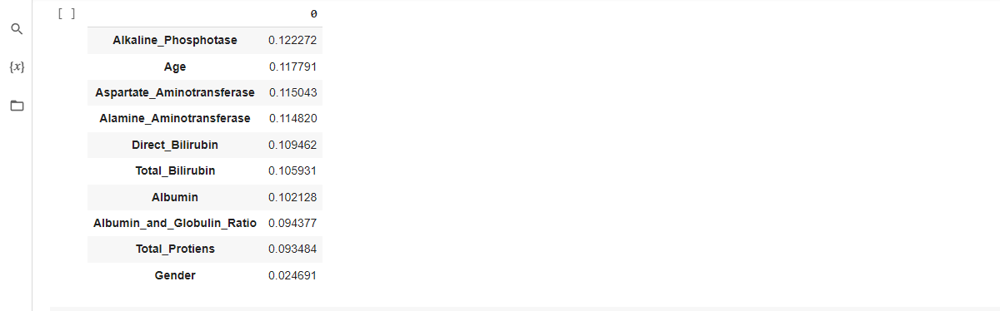 [ ] 0
Alkaline_Phosphotase 0.122272
Age 0.117791
{x}
Aspartate_Aminotransferase 0.115043
Alamine_Aminotransferase 0.114820
Direct_Bilirubin 0.109462
Total_Bilirubin 0.105931
Albumin 0.102128
Albumin_and_Globulin_Ratio 0.094377
Total_Protiens 0.093484
Gender 0.024691